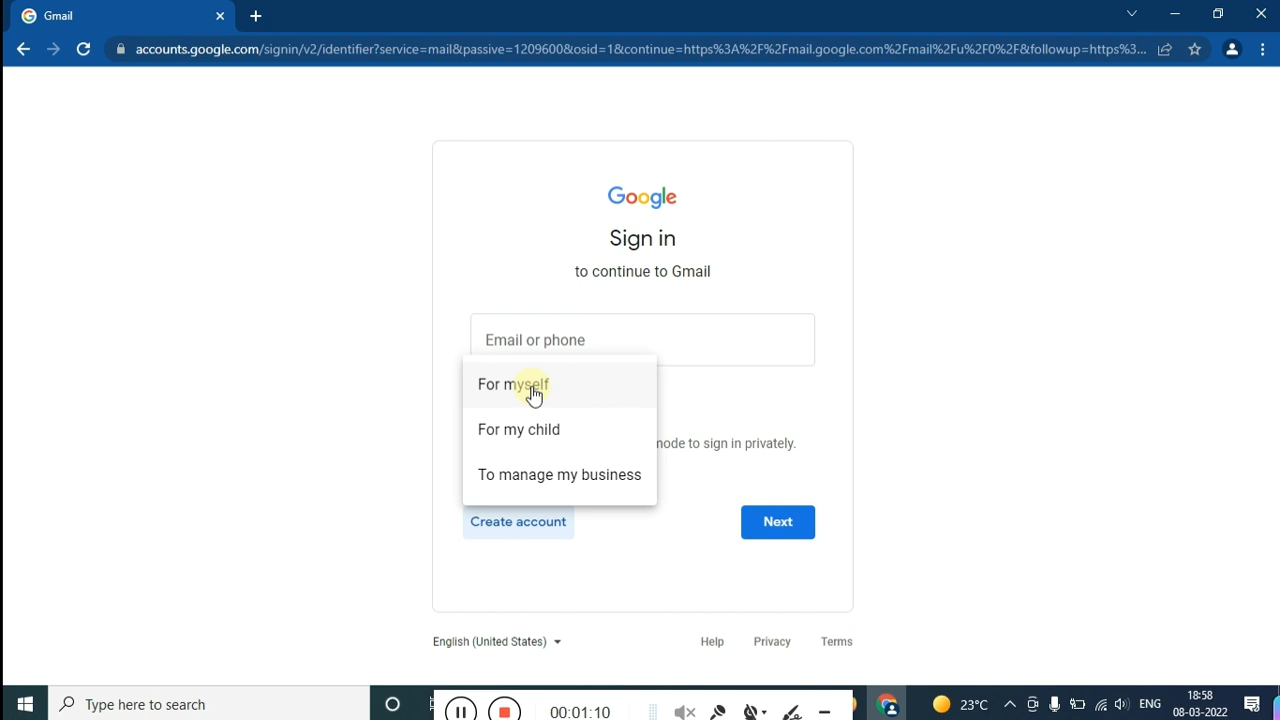 Gmail
accounts.google.com/signin/v2/identifier?service=mail&passive=1209600&osid=1&continue=https%3A%2F%2Fmail.google.com%2Fmail%2Fu%2F0%2F&followup=https%3...
Google
Sign in
to continue to Gmail
Email or phone
For myself
For my child
mode to sign in privately.
To manage my business
Create account
Next
English (United States)
Help
Privacy
Terms
Type here to search
00:01:10
23°C
ENG
18:58
08-03-2022